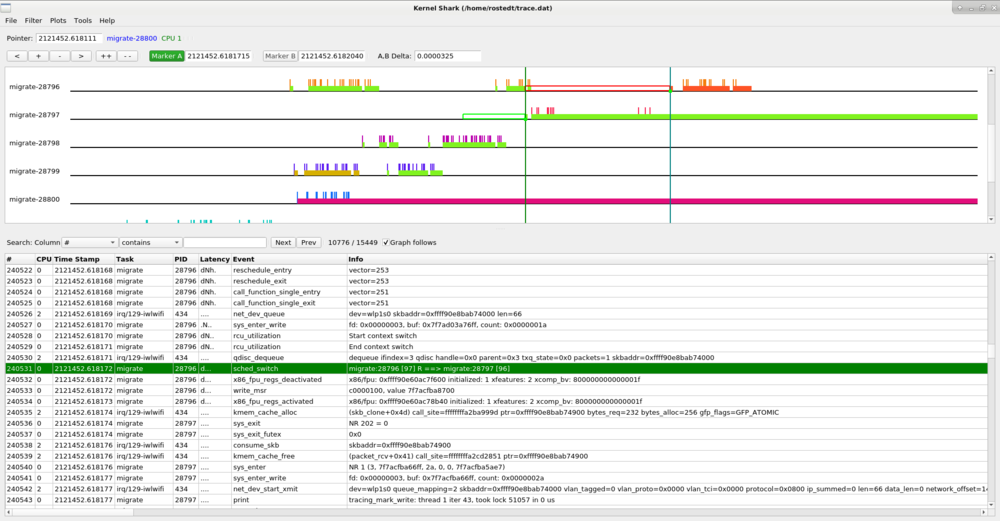 Kernel Shark (/home/rostedt/trace.dat)
File Filter Plots Tools Help
Pointer: 2121452.618111 migrate-28800 CPU 1
< + - > ++ - - Marker A 2121452.6181715 Marker B 2121452.6182040 A,B Delta: 0.0000325
migrate-28796
migrate-28797
migrate-28798
migrate-28799
migrate-28800
Search: Column # contains Next Prev 10776 / 15449 Graph follows
# CPU Time Stamp Task PID Latency Event Info
240522 0 2121452.618168 migrate 28796 dNh. reschedule_entry vector=253
240523 0 2121452.618168 migrate 28796 dNh. reschedule_exit vector=253
240524 0 2121452.618168 migrate 28796 dNh. call_function_single_entry vector=251
240525 0 2121452.618168 migrate 28796 dNh. call_function_single_exit vector=251
240526 2 2121452.618169 irq/129-iwlwifi 434 .... net_dev_queue dev=wlp1s0 skbaddr=0xffff90e8bab74000 len=66
240527 0 2121452.618170 migrate 28796 .N.. sys_enter_write fd: 0x00000003, buf: 0x7f7ad03a76ff, count: 0x0000001a
240528 0 2121452.618170 migrate 28796 dN.. rcu_utilization Start context switch
240529 0 2121452.618171 migrate 28796 dN.. rcu_utilization End context switch
240530 2 2121452.618171 irq/129-iwlwifi 434 .... qdisc_dequeue dequeue ifindex=3 qdisc handle=0x0 parent=0x3 txq_state=0x0 packets=1 skbaddr=0xffff90e8bab74000
240531 0 2121452.618172 migrate 28796 d... sched_switch migrate:28796 [97] R ==> migrate:28797 [96]
240532 0 2121452.618172 migrate 28796 d... x86_fpu_regs_deactivated x86/fpu: 0xffff90e60ac7f600 initialized: 1 xfeatures: 2 xcomp_bv: 800000000000001f
240533 0 2121452.618172 migrate 28796 d... write_msr c0000100, value 7f7acfba8700
240534 0 2121452.618173 migrate 28796 d... x86_fpu_regs_activated x86/fpu: 0xffff90e60ac78b40 initialized: 1 xfeatures: 2 xcomp_bv: 800000000000001f
240535 2 2121452.618174 irq/129-iwlwifi 434 .... kmem_cache_alloc (skb_clone+0x4d) call_site=ffffffffa2ba999d ptr=0xffff90e8bab74900 bytes_req=232 bytes_alloc=256 gfp_flags=GFP_ATOMIC
240536 0 2121452.618174 migrate 28797 .... sys_exit NR 202 = 0
240537 0 2121452.618174 migrate 28797 .... sys_exit_futex 0x0
240538 2 2121452.618176 irq/129-iwlwifi 434 .... consume_skb skbaddr=0xffff90e8bab74900
240539 2 2121452.618176 irq/129-iwlwifi 434 .... kmem_cache_free (packet_rcv+0x41) call_site=ffffffffa2cd2851 ptr=0xffff90e8bab74900
240540 0 2121452.618176 migrate 28797 .... sys_enter NR 1 (3, 7f7acfba66ff, 2a, 0, 0, 7f7acfba5ae7)
240541 0 2121452.618177 migrate 28797 .... sys_enter_write fd: 0x00000003, buf: 0x7f7acfba66ff, count: 0x0000002a
240542 2 2121452.618177 irq/129-iwlwifi 434 .... net_dev_start_xmit dev=wlp1s0 queue_mapping=2 skbaddr=0xffff90e8bab74000 vlan_tagged=0 vlan_proto=0x0000 vlan_tci=0x0000 protocol=0x0800 ip_summed=0 len=66 data_len=0 network_offset=1
240543 0 2121452.618177 migrate 28797 .... print tracing_mark_write: thread 1 iter 43, took lock 51057 in 0 us